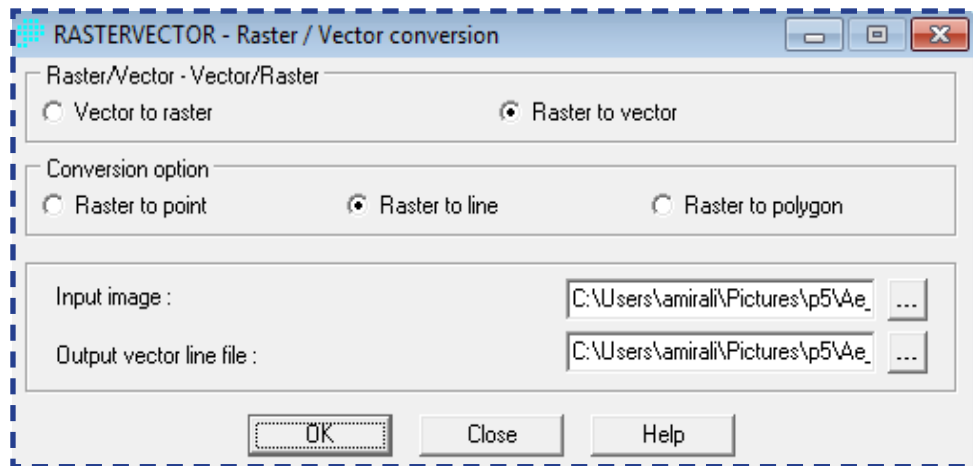 RASTERVECTOR - Raster / Vector conversion
Raster/Vector - Vector/Raster
Vector to raster Raster to vector
Conversion option
Raster to point Raster to line Raster to polygon
Input image : C:\Users\amirali\Pictures\p5\Ae_ ...
Output vector line file : C:\Users\amirali\Pictures\p5\Ae_ ...
OK Close Help